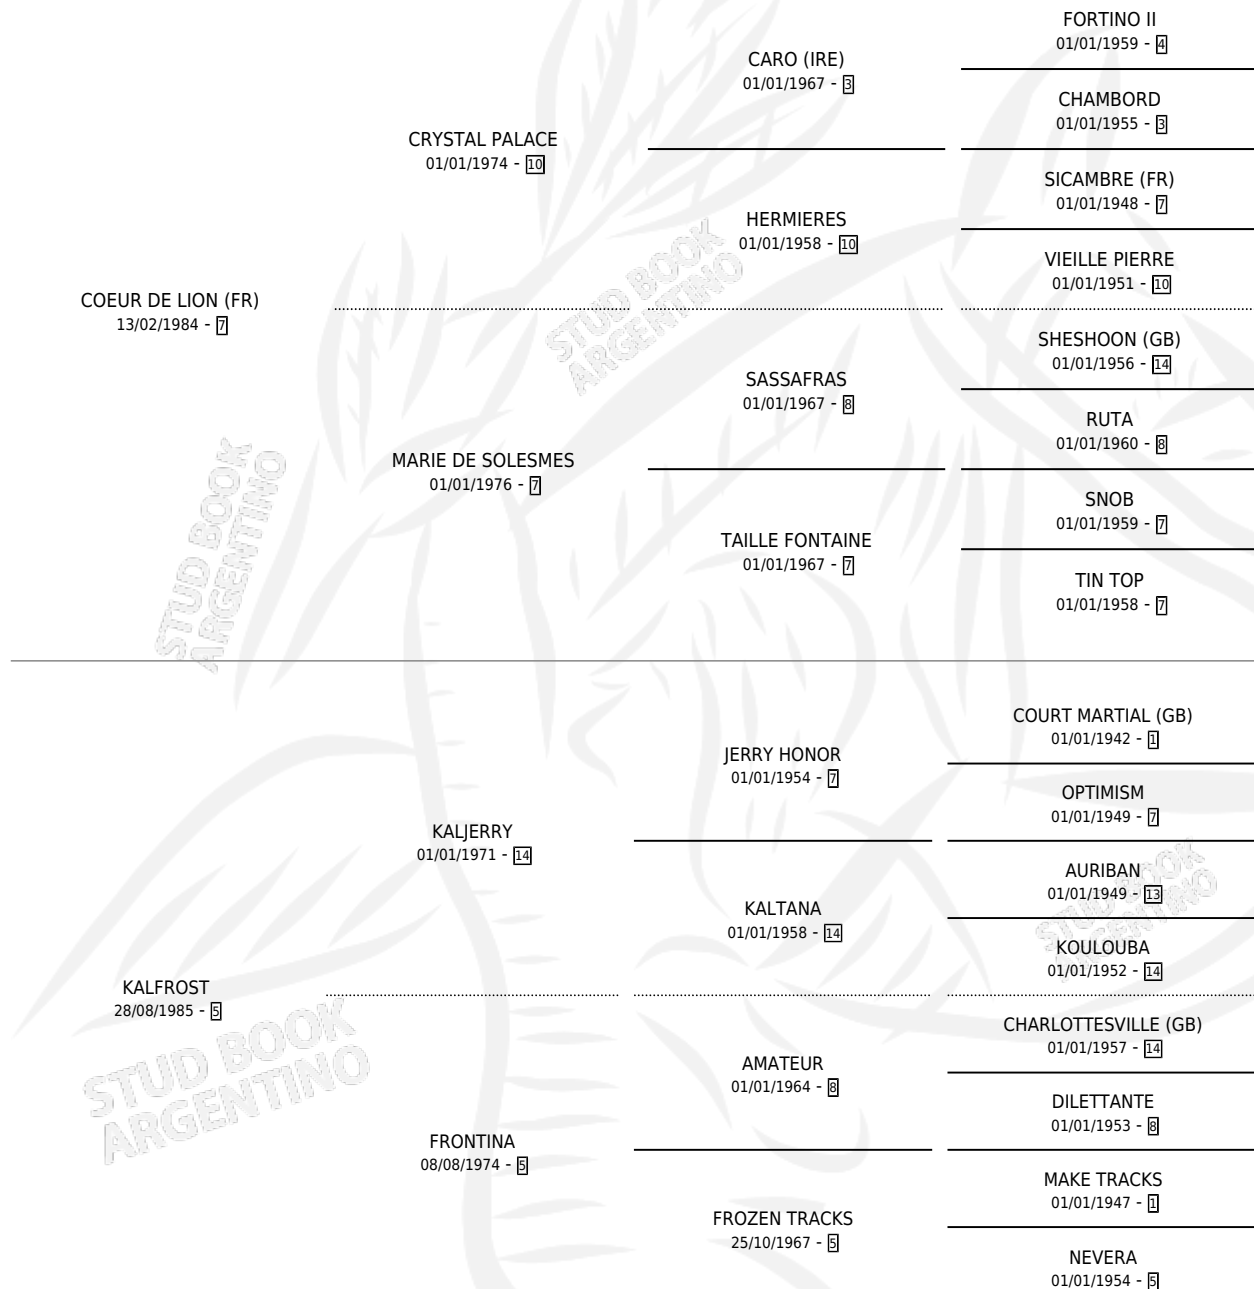 FORTINO II
01/01/1959 - 4
CARO (IRE)
01/01/1967 - 3
CHAMBORD
01/01/1955 - 3
CRYSTAL PALACE
01/01/1974 - 10
SICAMBRE (FR)
01/01/1948 - 7
HERMIERES
01/01/1958 - 10
VIEILLE PIERRE
01/01/1951 - 10
COEUR DE LION (FR)
13/02/1984 - 7
SHESHOON (GB)
01/01/1956 - 14
SASSAFRAS
01/01/1967 - 8
RUTA
01/01/1960 - 8
MARIE DE SOLESMES
01/01/1976 - 7
SNOB
01/01/1959 - 7
TAILLE FONTAINE
01/01/1967 - 7
TIN TOP
01/01/1958 - 7
COURT MARTIAL (GB)
01/01/1942 - 1
JERRY HONOR
01/01/1954 - 7
OPTIMISM
01/01/1949 - 7
KALJERRY
01/01/1971 - 14
AURIBAN
01/01/1949 - 13
KALTANA
01/01/1958 - 14
KOULOUBA
01/01/1952 - 14
KALFROST
28/08/1985 - 5
CHARLOTTESVILLE (GB)
01/01/1957 - 14
AMATEUR
01/01/1964 - 8
DILETTANTE
01/01/1953 - 8
FRONTINA
08/08/1974 - 5
MAKE TRACKS
01/01/1947 - 1
FROZEN TRACKS
25/10/1967 - 5
NEVERA
01/01/1954 - 5
STUD BOOK
ARGENTINO
STUD BOOK
ARGENTINO
STUD BOOK
ARGENTINO
STUD BOOK
ARGENTINO